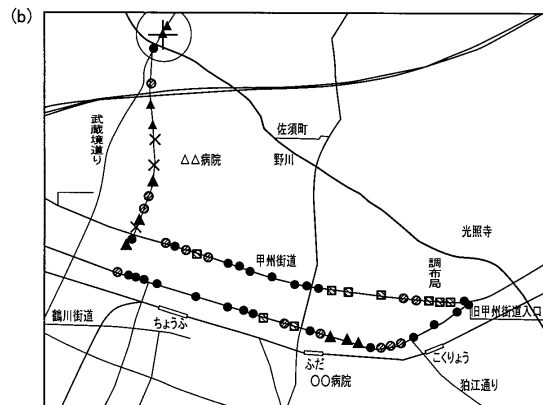 (b)
武蔵境通り
△△病院
佐須町
野川
光照寺
甲州街道
調布局
旧甲州街道入口
鶴川街道
ちょうふ
ふだ
こくりょう
○○病院
狛江通り